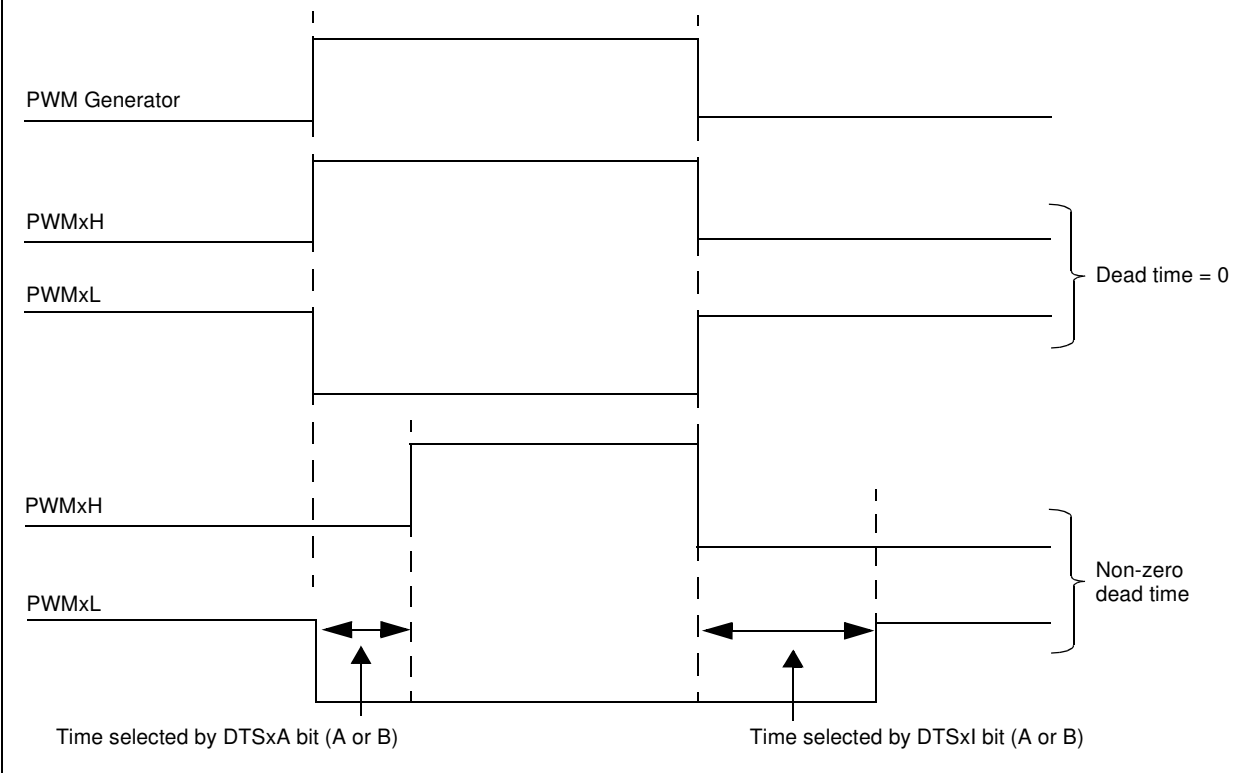 PWM Generator
PWMxH
PWMxL
Dead time = 0
PWMxH
PWMxL
Non-zero
dead time
Time selected by DTSxA bit (A or B)
Time selected by DTSxI bit (A or B)